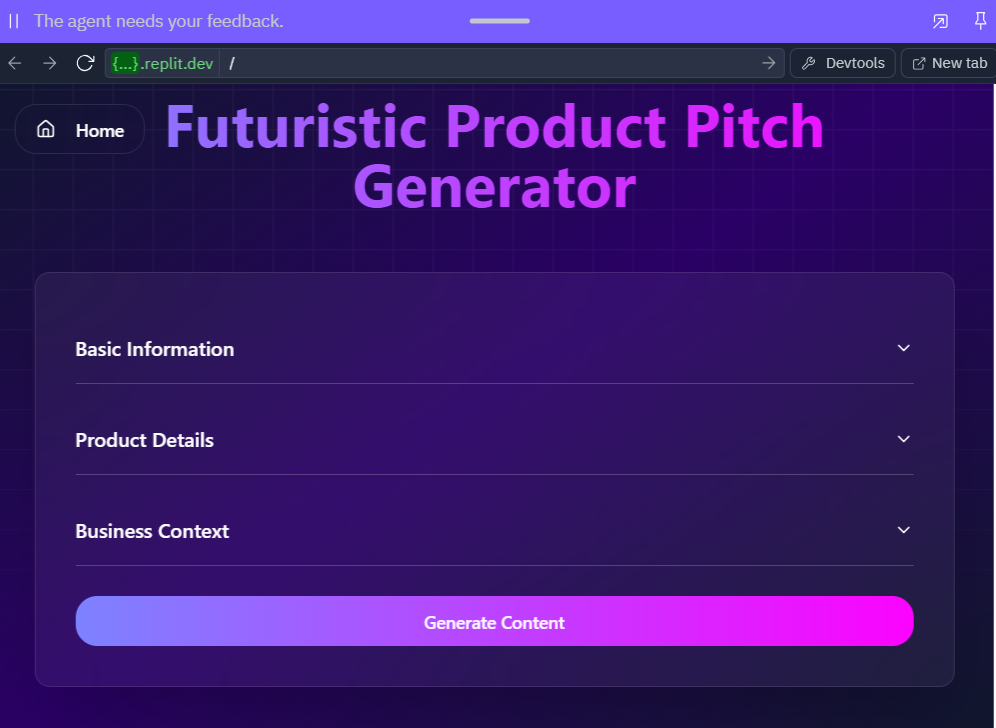 The agent needs your feedback.
{...}.replit.dev /
Devtools
New tab
Home
Futuristic Product Pitch
Generator
Basic Information
Product Details
Business Context
Generate Content